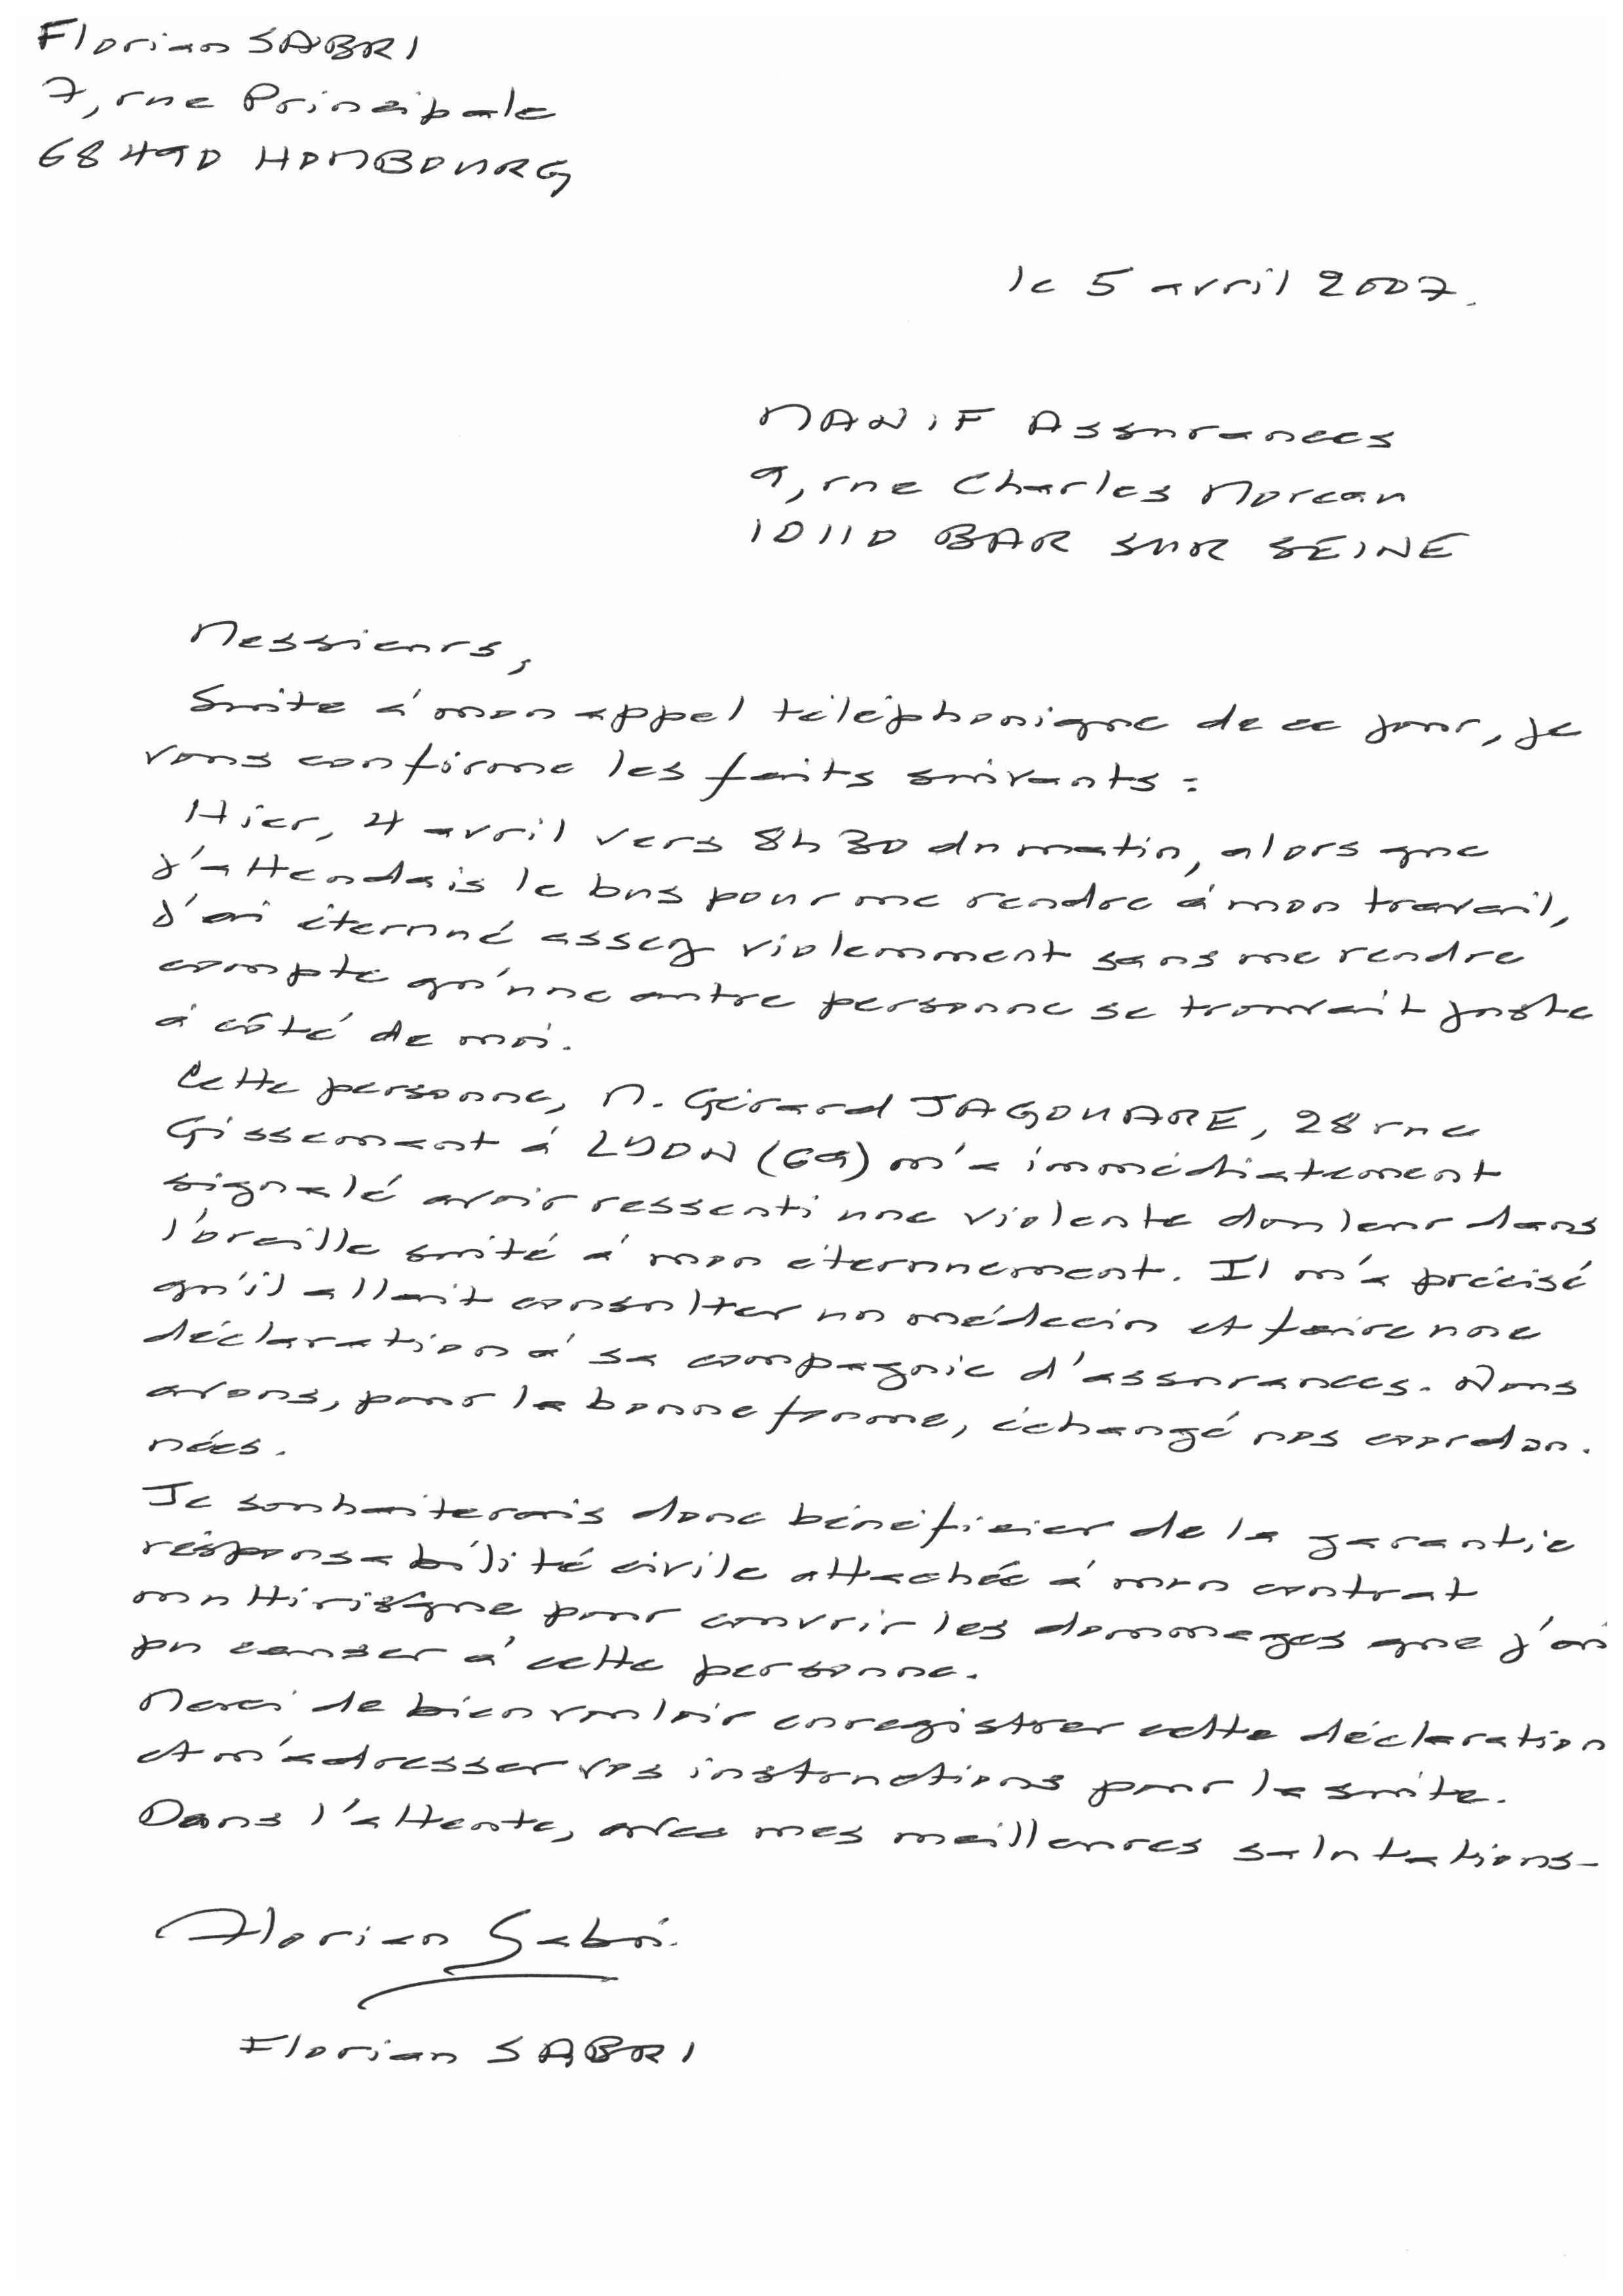 Florian SABRI
7, rue Principale
68490 HOMBOURG
le 5 avril 2007.
MANIF Assurances
9, rue Charles Moreau
10110 BAR SUR SEINE
Messieurs,
Suite à mon appel téléphonique de ce jour, je
vous confirme les faits suivants :
Hier, 4 avril vers 8h30 du matin, alors que
j'attendais le bus pour me rendre à mon travail,
j'ai éternué assez violemment sans me rendre
compte qu'une autre personne se trouvait juste
à côté de moi.
Cette personne, M. Gérard JAGOUARE, 28 rue
Gissemant à LYON (69) m'a immédiatement
signalé avoir ressenti une violente douleur dans
l'oreille suite à mon éternuement. Il m'a précisé
qu'il allait consulter un médecin et faire une
déclaration à sa compagnie d'assurances. Nous
avons, pour la bonne forme, échangé nos coordon.
nées.
Je souhaiterais donc bénéficier de la garantie
responsabilité civile attachée à mon contrat
multirisque pour couvrir les dommages que j'ai
pu causer à cette personne.
Merci de bien vouloir enregistrer cette déclaration
et m'adresser vos instructions pour la suite.
Dans l'attente, avec mes meilleures salutations-
Florian Sabri.
Florian SABRI